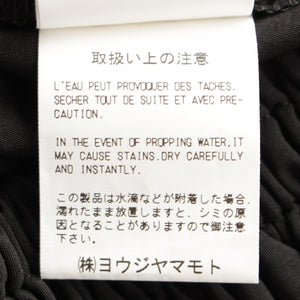 取扱い上の注意
L'EAU PEUT PROVOQUER DES TACHES.
SECHER TOUT DE SUITE ET AVEC PRE-
CAUTION.
IN THE EVENT OF PROPPING WATER,IT
MAY CAUSE STAINS.DRY CAREFULLY
AND INSTANTLY.
この製品は水滴などが附着した場合、
濡れたまま放置しますと、シミの原
因となることがありますので御注意
下さい。
㈱ヨウジヤマモト